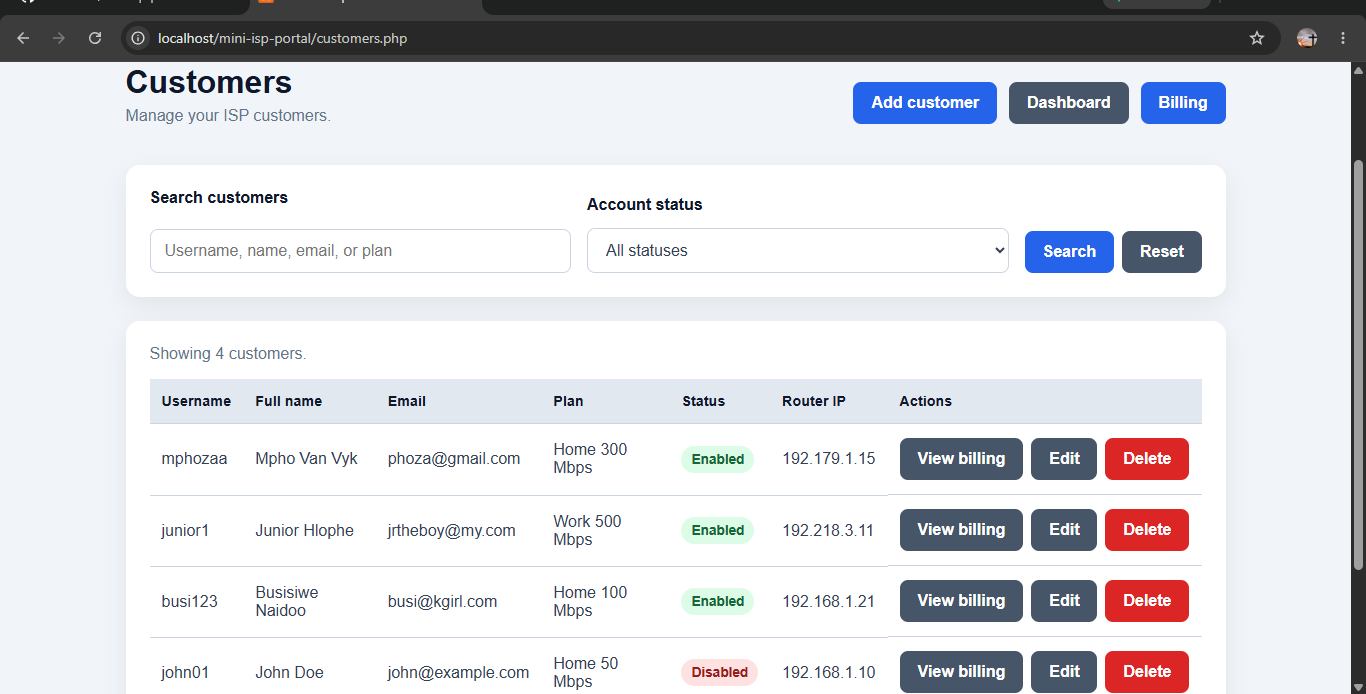 localhost/mini-isp-portal/customers.php
Customers
Manage your ISP customers.
Add customer
Dashboard
Billing
Search customers
Account status
Username, name, email, or plan
All statuses
Search
Reset
Showing 4 customers.
Username Full name Email Plan Status Router IP Actions
mphozaa Mpho Van Vyk phoza@gmail.com Home 300 Mbps Enabled 192.179.1.15 View billing Edit Delete
junior1 Junior Hlophe jrtheboy@my.com Work 500 Mbps Enabled 192.218.3.11 View billing Edit Delete
busi123 Busisiwe Naidoo busi@kgirl.com Home 100 Mbps Enabled 192.168.1.21 View billing Edit Delete
john01 John Doe john@example.com Home 50 Mbps Disabled 192.168.1.10 View billing Edit Delete